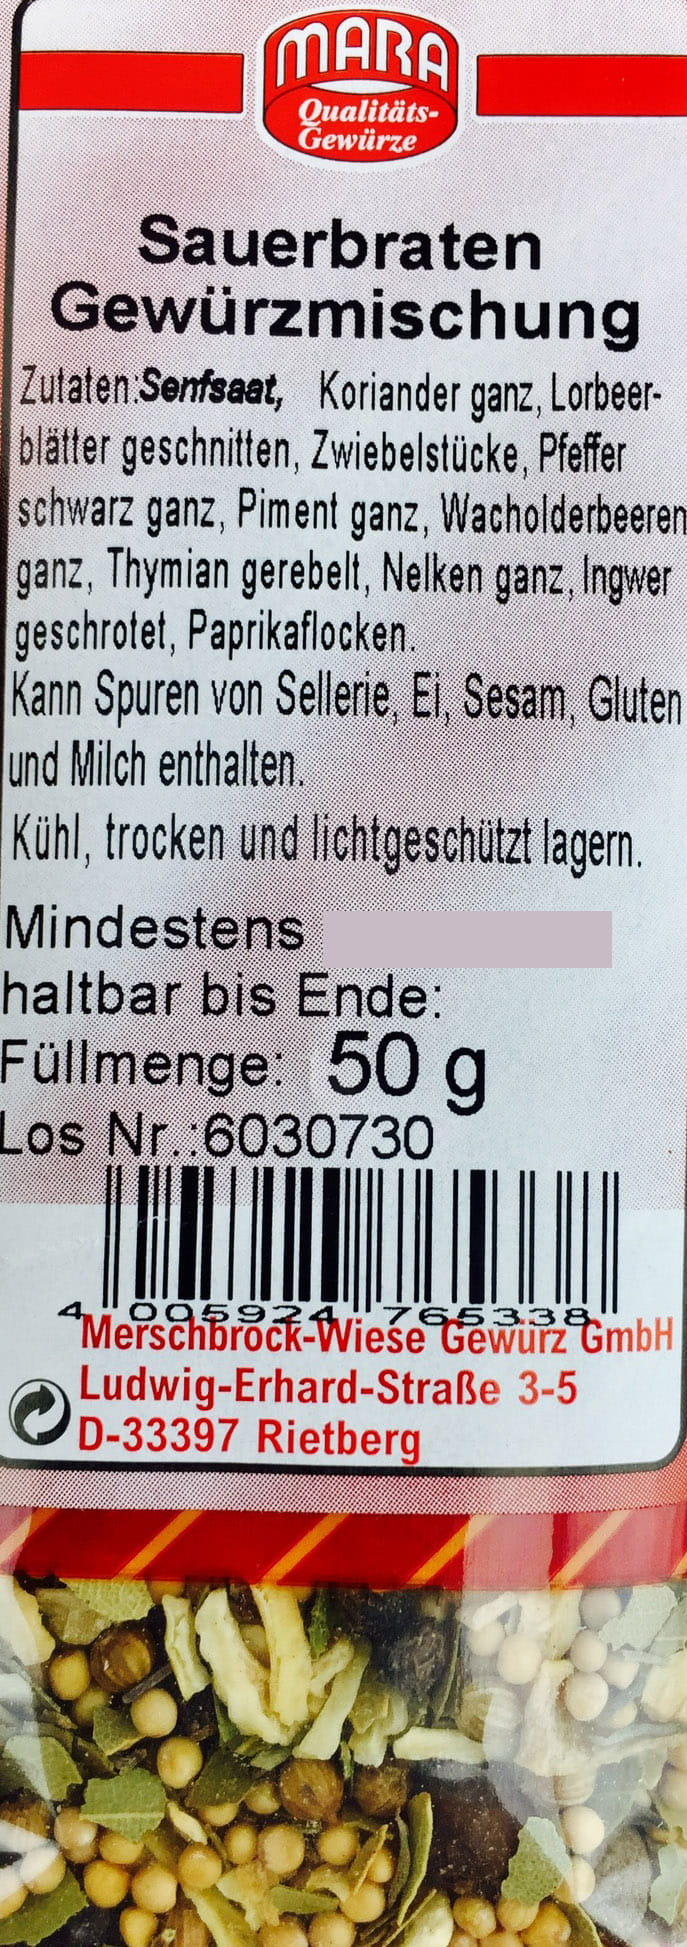 MARA
Qualitäts-
Gewürze
Sauerbraten
Gewürzmischung
Zutaten:Senfsaat, Koriander ganz, Lorbeer-
blätter geschnitten, Zwiebelstücke, Pfeffer
schwarz ganz, Piment ganz, Wacholderbeeren
ganz, Thymian gerebelt, Nelken ganz, Ingwer
geschrotet, Paprikaflocken.
Kann Spuren von Sellerie, Ei, Sesam, Gluten
und Milch enthalten.
Kühl, trocken und lichtgeschützt lagern.
Mindestens
haltbar bis Ende:
Füllmenge: 50 g
Los Nr.:6030730
4 005924 765338
Merschbrock-Wiese Gewürz GmbH
Ludwig-Erhard-Straße 3-5
D-33397 Rietberg